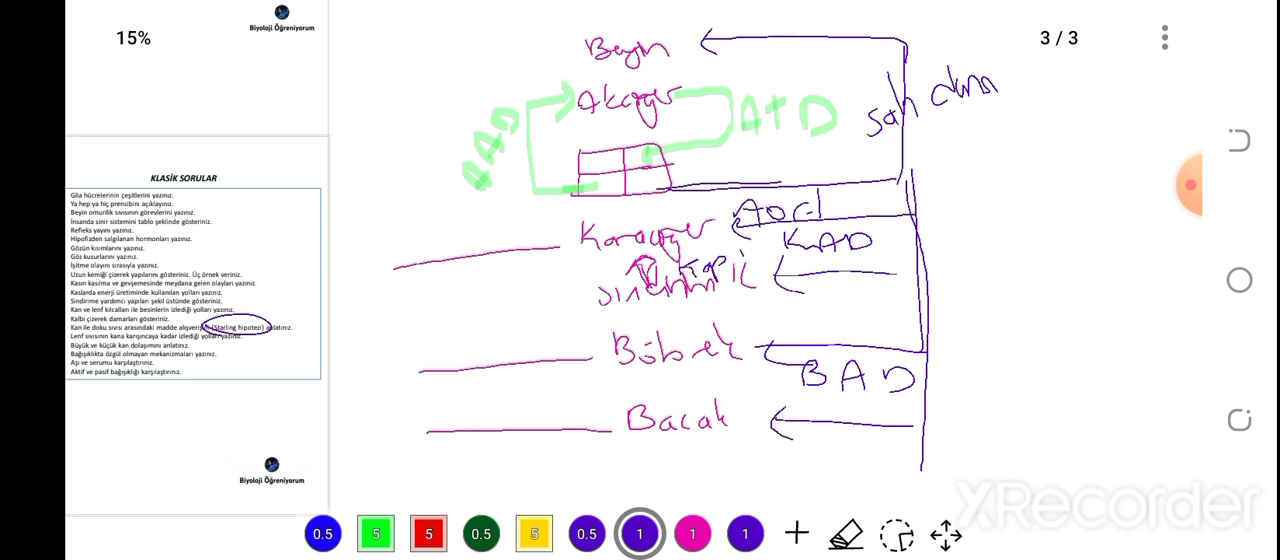 15%
Biyoloji Öğreniyorum
3 / 3
KLASİK SORULAR
Glia hücrelerinin çeşitlerini yazınız.
Ya hep ya hiç prensibini açıklayınız.
Beyin omurilik sıvısının görevlerini yazınız.
İnsanda sinir sistemini tablo şeklinde gösteriniz.
Refleks yayını yazınız.
Hipofizden salgılanan hormonları yazınız.
Gözün kısımlarını yazınız.
Göz kusurlarını yazınız.
İşitme olayını sırasıyla yazınız.
Uzun kemiği çizerek yapılarını gösteriniz. Üç örnek veriniz.
Kasın kasılma ve gevşemesinde meydana gelen olayları yazınız.
Kaslarda enerji üretiminde kullanılan yolları yazınız.
Sindirime yardımcı yapıları şekil üstünde gösteriniz.
Kan ve lenf kılcalları ile besinlerin izlediği yolları yazınız.
Kalbi çizerek damarları gösteriniz.
Kan ile doku sıvısı arasındaki madde alışverişini (Starling hipotezi) anlatınız.
Lenf sıvısının kana karışıncaya kadar izlediği yolları yazınız.
Büyük ve küçük kan dolaşımını anlatınız.
Bağışıklıkta özgül olmayan mekanizmaları yazınız.
Aşı ve serumu karşılaştırınız.
Aktif ve pasif bağışıklığı karşılaştırınız.
Biyoloji Öğreniyorum
Beyin
Akciğer
AAD
ATD
Aort
Karaciğer
KAD
Böbrek
BAD
Bacak
0.5 5 5 0.5 5 0.5 1 1 1
XRecorder